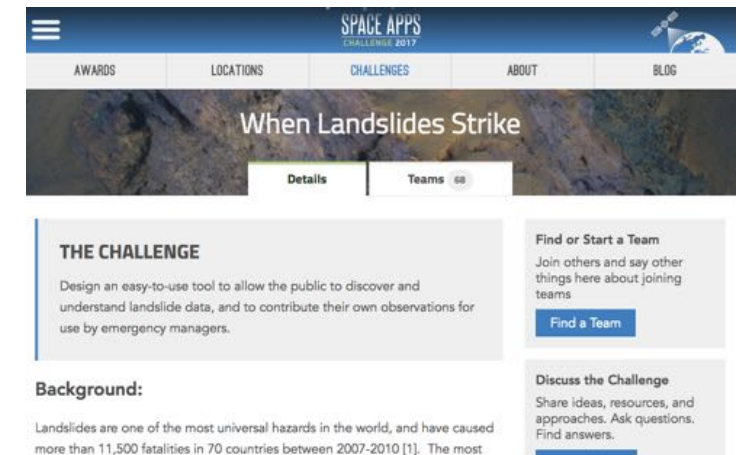 SPACE APPS
CHALLENGE 2017
AWARDS LOCATIONS CHALLENGES ABOUT BLOG
When Landslides Strike
Details Teams 68
THE CHALLENGE
Design an easy-to-use tool to allow the public to discover and
understand landslide data, and to contribute their own observations for
use by emergency managers.
Background:
Landslides are one of the most universal hazards in the world, and have caused
more than 11,500 fatalities in 70 countries between 2007-2010 [1]. The most
Find or Start a Team
Join others and say other
things here about joining
teams
Find a Team
Discuss the Challenge
Share ideas, resources, and
approaches. Ask questions.
Find answers.